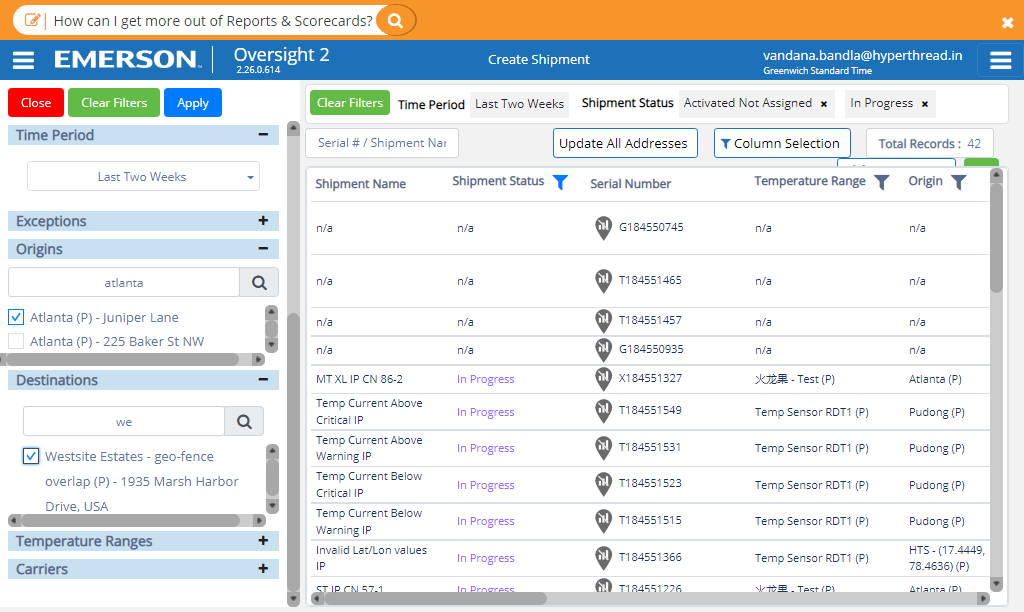 How can I get more out of Reports & Scorecards?
EMERSON
Oversight 2
2.26.0.614
Create Shipment
vandana.bandla@hyperthread.in
Greenwich Standard Time
Close
Clear Filters
Apply
Time Period
Last Two Weeks
Exceptions
Origins
atlanta
Atlanta (P) - Juniper Lane
Atlanta (P) - 225 Baker St NW
Destinations
we
Westsite Estates - geo-fence
overlap (P) - 1935 Marsh Harbor
Drive, USA
Temperature Ranges
Carriers
Clear Filters Time Period Last Two Weeks Shipment Status Activated Not Assigned × In Progress ×
Serial # / Shipment Nar Update All Addresses Column Selection Total Records : 42
Shipment Name Shipment Status Serial Number Temperature Range Origin
n/a n/a G184550745 n/a n/a
n/a n/a T184551465 n/a n/a
n/a n/a T184551457 n/a n/a
n/a n/a G184550935 n/a n/a
MT XL IP CN 86-2 In Progress X184551327 火龙果 - Test (P) Atlanta (P)
Temp Current Above
Critical IP In Progress T184551549 Temp Sensor RDT1 (P) Pudong (P)
Temp Current Above
Warning IP In Progress T184551531 Temp Sensor RDT1 (P) Pudong (P)
Temp Current Below
Critical IP In Progress T184551523 Temp Sensor RDT1 (P) Pudong (P)
Temp Current Below
Warning IP In Progress T184551515 Temp Sensor RDT1 (P) Pudong (P)
Invalid Lat/Lon values
IP In Progress T184551366 Temp Sensor RDT1 (P) HTS - (17.4449,
78.4636) (P)
ST IP CN 57-1 In Progress T184551226 火龙果 - Test (P) Atlanta (P)